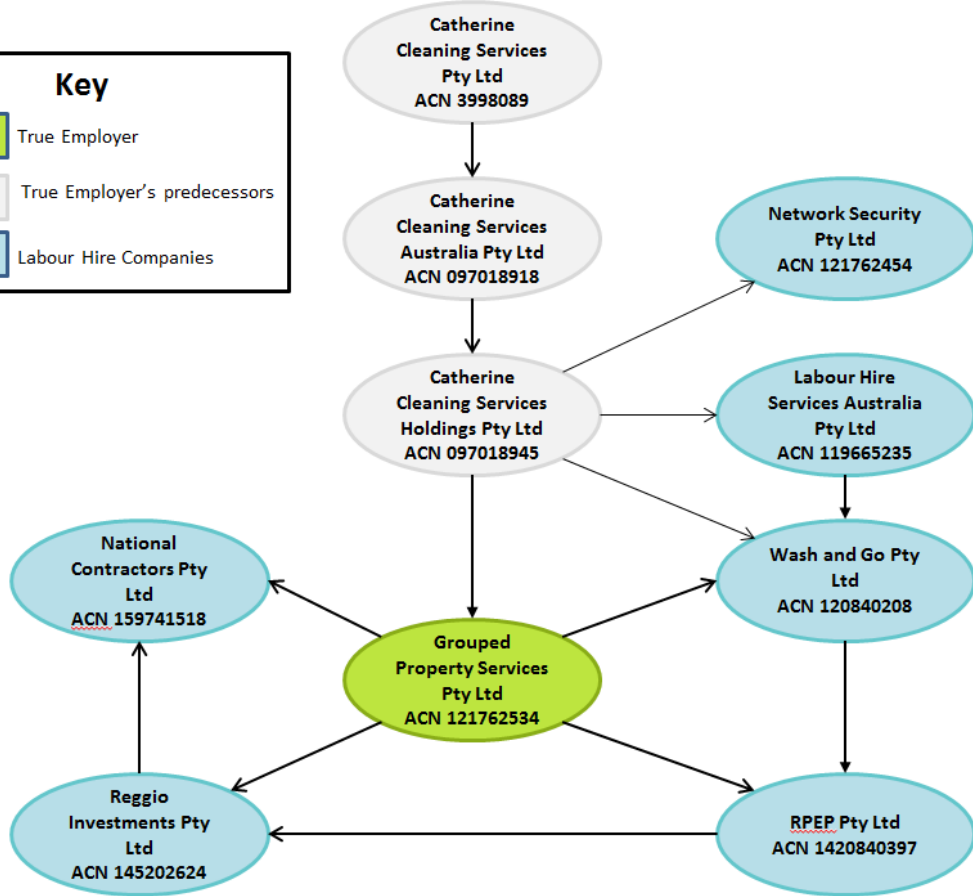 Catherine
Cleaning Services
Pty Ltd
ACN 3998089
Key
True Employer
True Employer's predecessors
Labour Hire Companies
Catherine
Cleaning Services
Australia Pty Ltd
ACN 097018918
Network Security
Pty Ltd
ACN 121762454
Catherine
Cleaning Services
Holdings Pty Ltd
ACN 097018945
Labour Hire
Services Australia
Pty Ltd
ACN 119665235
National
Contractors Pty
Ltd
ACN 159741518
Wash and Go Pty
Ltd
ACN 120840208
Grouped
Property Services
Pty Ltd
ACN 121762534
Reggio
Investments Pty
Ltd
ACN 145202624
RPEP Pty Ltd
ACN 1420840397